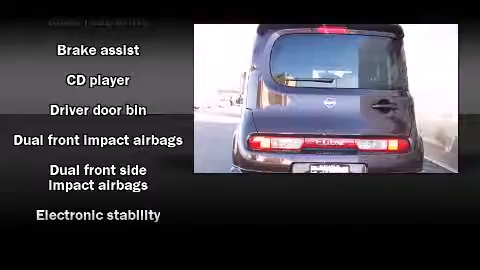 Brake assist
CD player
Driver door bin
Dual front impact airbags
Dual front side
impact airbags
Electronic stability